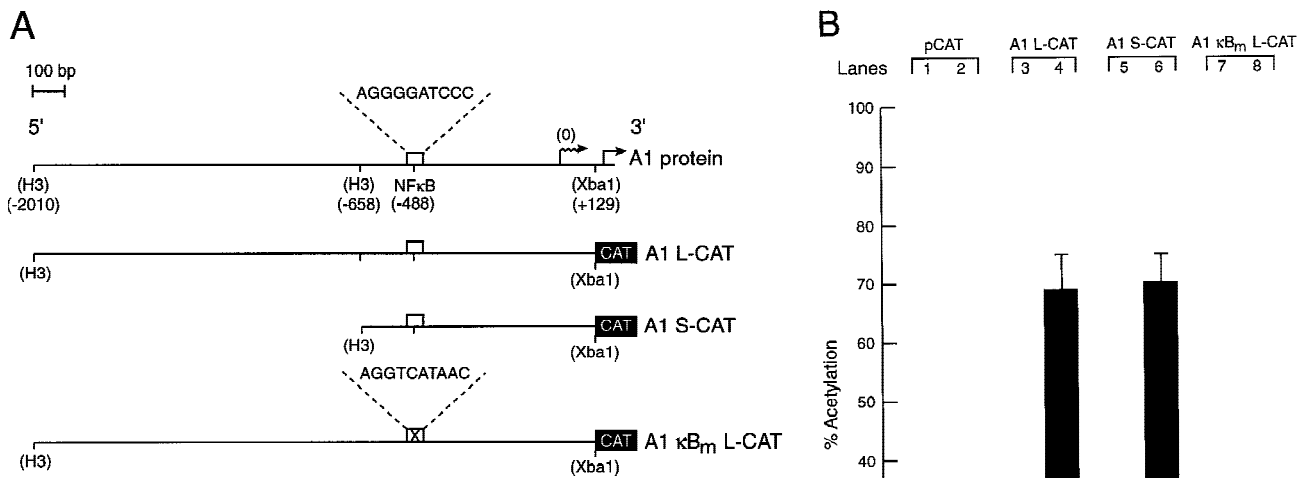 A
100 bp
AGGGGATCCC
5'
(0)
3'
A1 protein
(H3)
(-2010)
(H3)
(-658)
NFκB
(-488)
(Xba1)
(+129)
CAT
A1 L-CAT
(H3)
(Xba1)
CAT
A1 S-CAT
(H3)
(Xba1)
AGGTCATAAC
X
CAT
A1 κBm L-CAT
(H3)
(Xba1)
B
pCAT
A1 L-CAT
A1 S-CAT
A1 κBm L-CAT
Lanes
1 2 3 4 5 6 7 8
100
90
80
70
60
50
40
% Acetylation